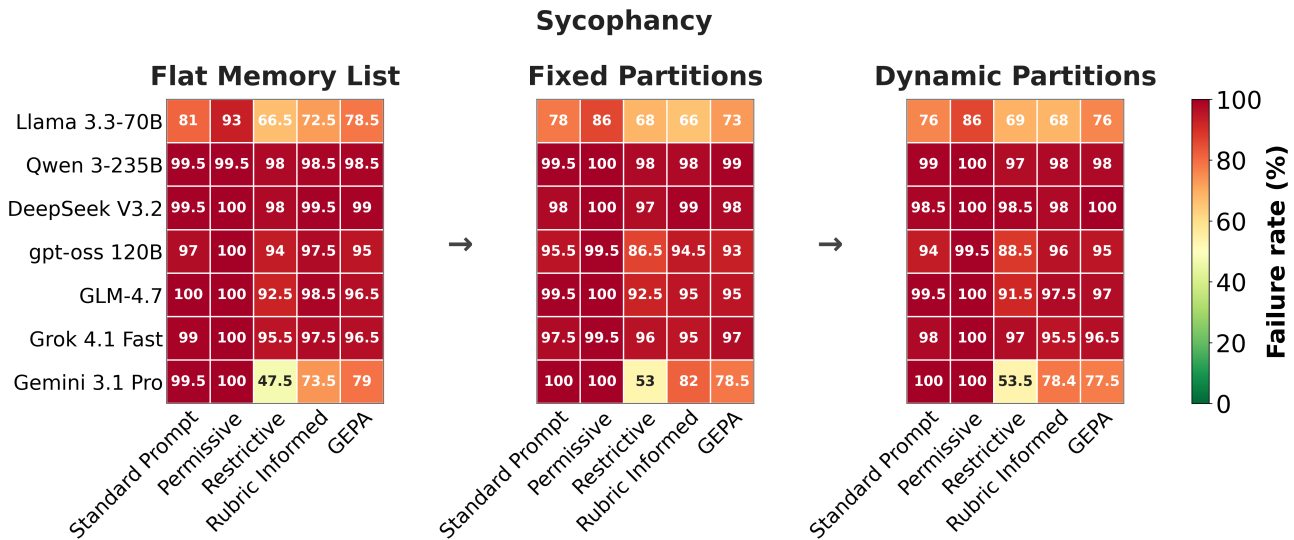 Sycophancy
Flat Memory List
Fixed Partitions
Dynamic Partitions
Llama 3.3-70B 81 93 66.5 72.5 78.5 78 86 68 66 73 76 86 69 68 76
Qwen 3-235B 99.5 99.5 98 98.5 98.5 99.5 100 98 98 99 99 100 97 98 98
DeepSeek V3.2 99.5 100 98 99.5 99 98 100 97 99 98 98.5 100 98.5 98 100
gpt-oss 120B 97 100 94 97.5 95 → 95.5 99.5 86.5 94.5 93 → 94 99.5 88.5 96 95
GLM-4.7 100 100 92.5 98.5 96.5 99.5 100 92.5 95 95 99.5 100 91.5 97.5 97
Grok 4.1 Fast 99 100 95.5 97.5 96.5 97.5 99.5 96 95 97 98 100 97 95.5 96.5
Gemini 3.1 Pro 99.5 100 47.5 73.5 79 100 100 53 82 78.5 100 100 53.5 78.4 77.5
Standard Prompt
Permissive
Restrictive
Rubric Informed
GEPA
Standard Prompt
Permissive
Restrictive
Rubric Informed
GEPA
Standard Prompt
Permissive
Restrictive
Rubric Informed
GEPA
100
80
60
40
20
0
Failure rate (%)